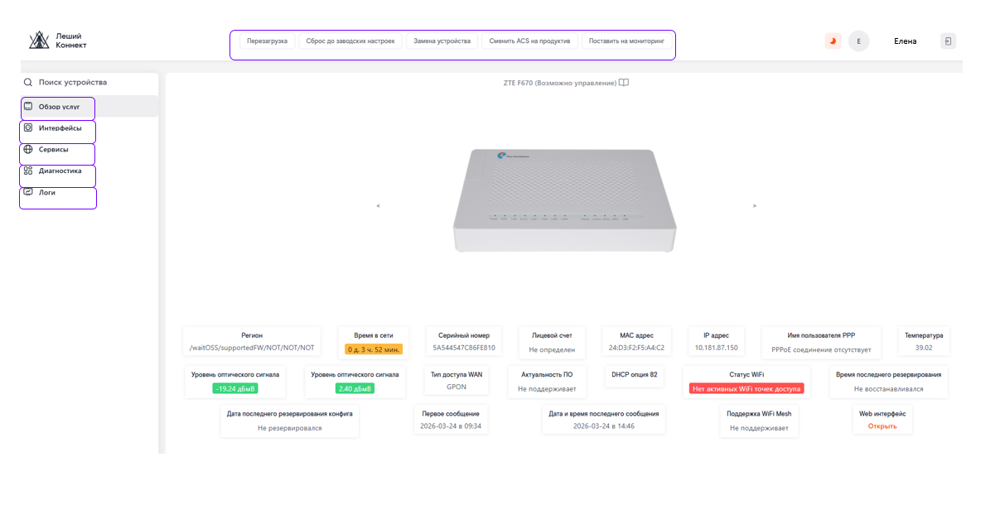 Леший
Коннект
Перезагрузка
Сброс до заводских настроек
Замена устройства
Сменить ACS на продуктив
Поставить на мониторинг
E
Елена
Поиск устройства
Обзор услуг
Интерфейсы
Сервисы
Диагностика
Логи
ZTE F670 (Возможно управление)
<
>
Регион
/waitOSS/supportedFW/NOT/NOT/NOT
Время в сети
0 д. 3 ч. 52 мин.
Серийный номер
5A544547C86FE810
Лицевой счет
Не определен
MAC адрес
24:D3:F2:F5:A4:C2
IP адрес
10.181.87.150
Имя пользователя PPP
PPPoE соединение отсутствует
Температура
39.02
Уровень оптического сигнала
-19.24 дБмВ
Уровень оптического сигнала
2.40 дБмВ
Тип доступа WAN
GPON
Актуальность ПО
Не поддерживает
DHCP опция 82
Статус WiFi
Нет активных WiFi точек доступа
Время последнего резервирования
Не восстанавливался
Дата последнего резервирования конфига
Не резервировался
Первое сообщение
2026-03-24 в 09:34
Дата и время последнего сообщения
2026-03-24 в 14:46
Поддержка WiFi Mesh
Не поддерживает
Web интерфейс
Открыть